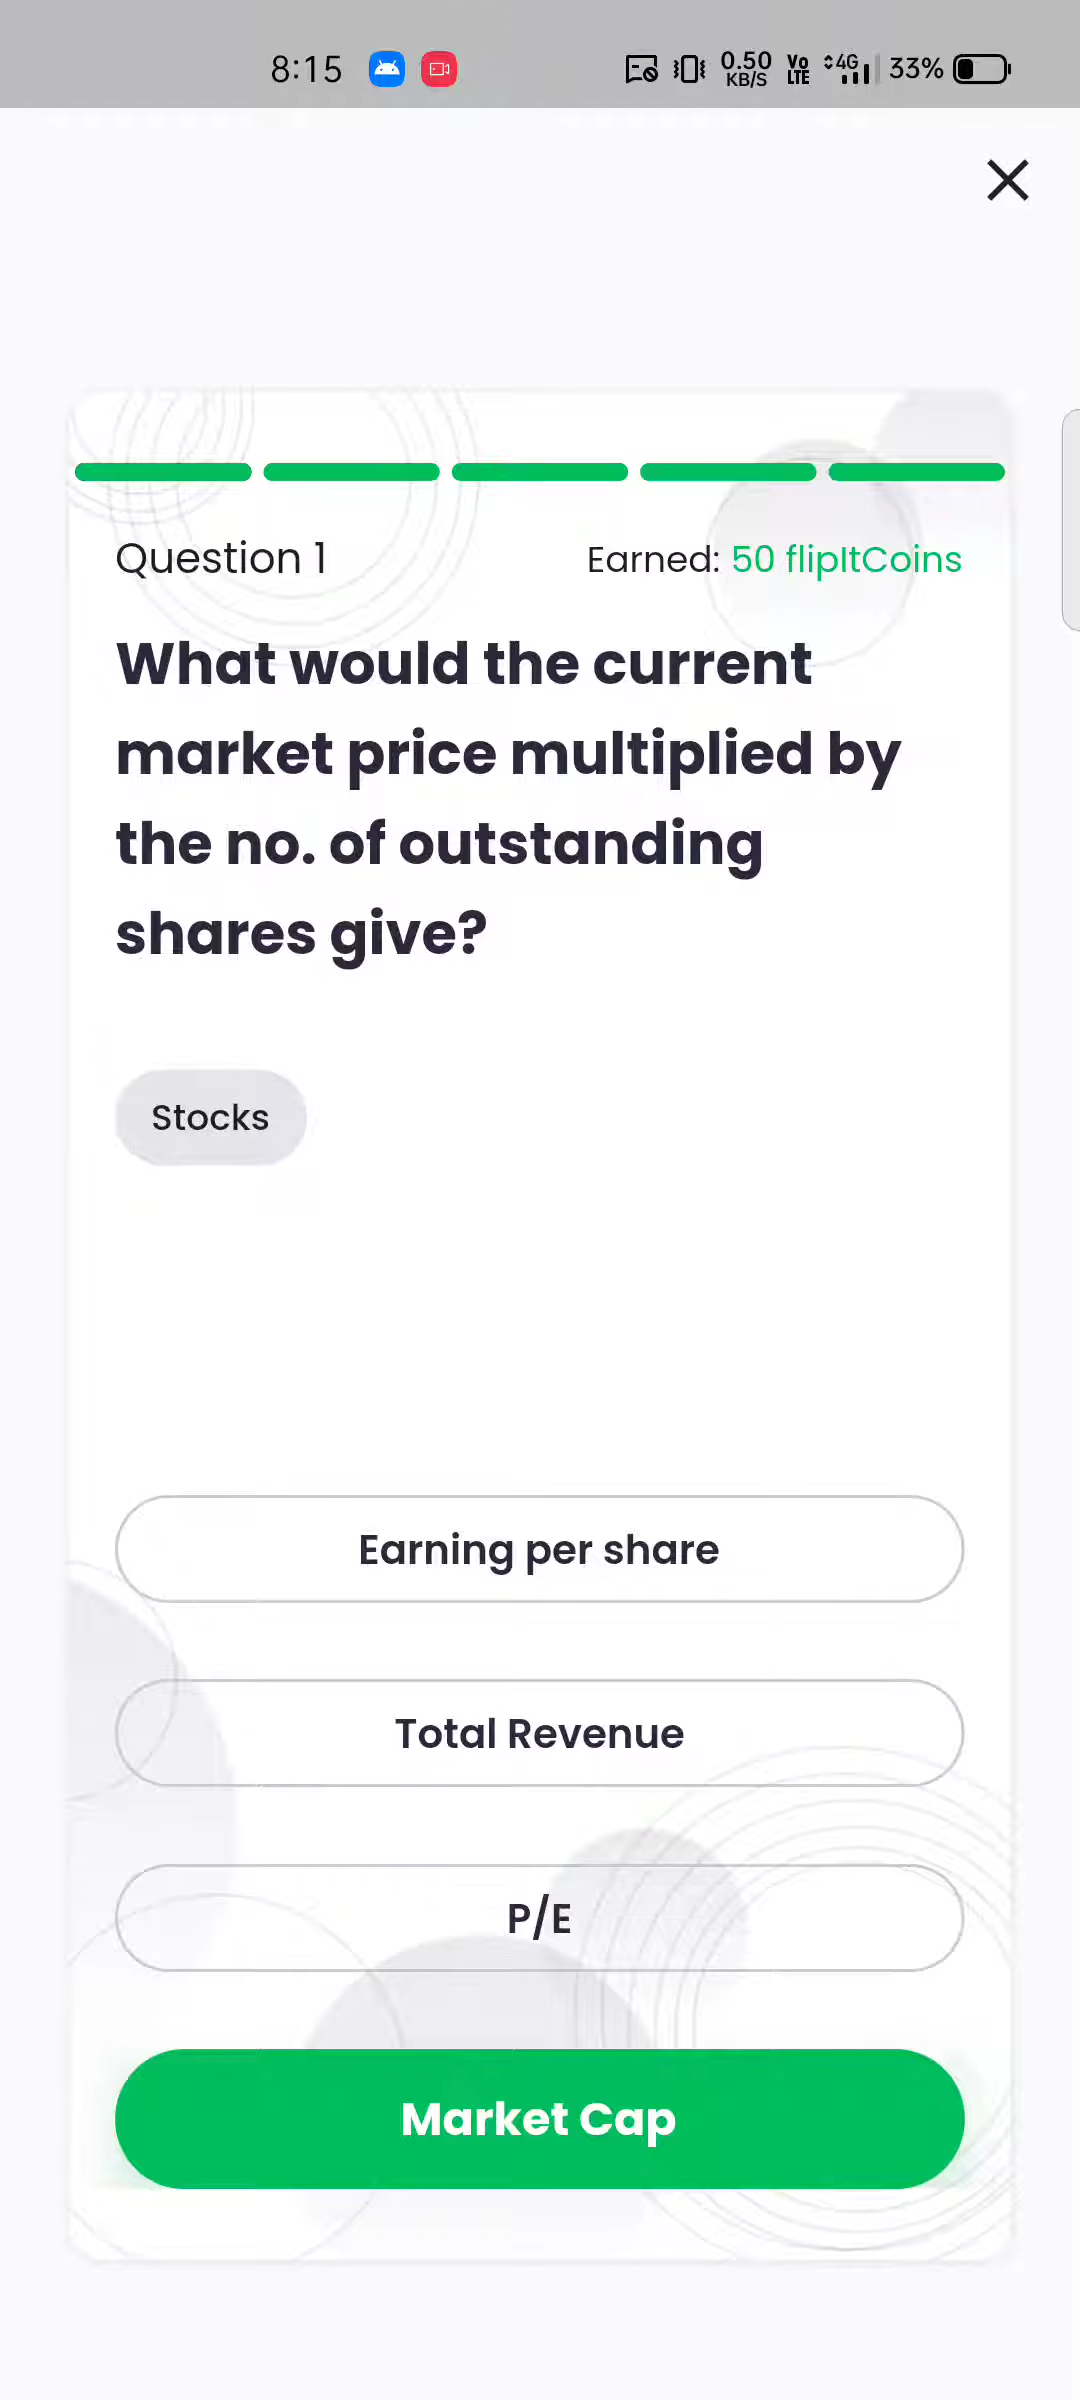 8:15
0.50
KB/S
Vo
LTE
4G
33%
Question 1
Earned: 50 flipItCoins
What would the current
market price multiplied by
the no. of outstanding
shares give?
Stocks
Earning per share
Total Revenue
P/E
Market Cap